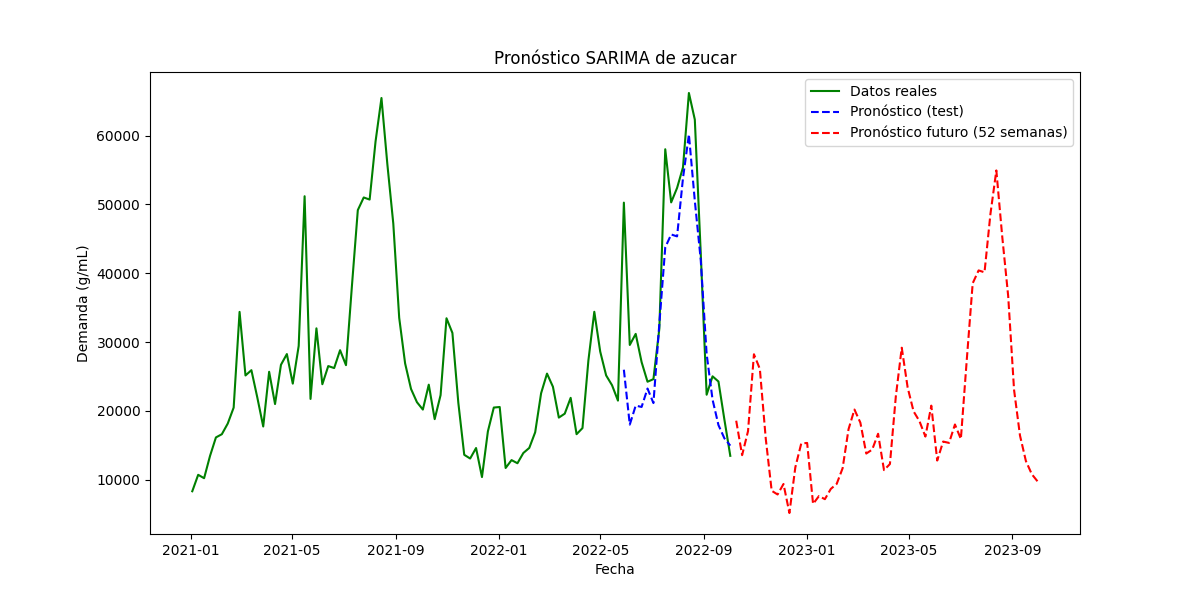 Pronóstico SARIMA de azucar
Datos reales
Pronóstico (test)
Pronóstico futuro (52 semanas)
Demanda (g/mL)
60000
50000
40000
30000
20000
10000
2021-01
2021-05
2021-09
2022-01
2022-05
2022-09
2023-01
2023-05
2023-09
Fecha